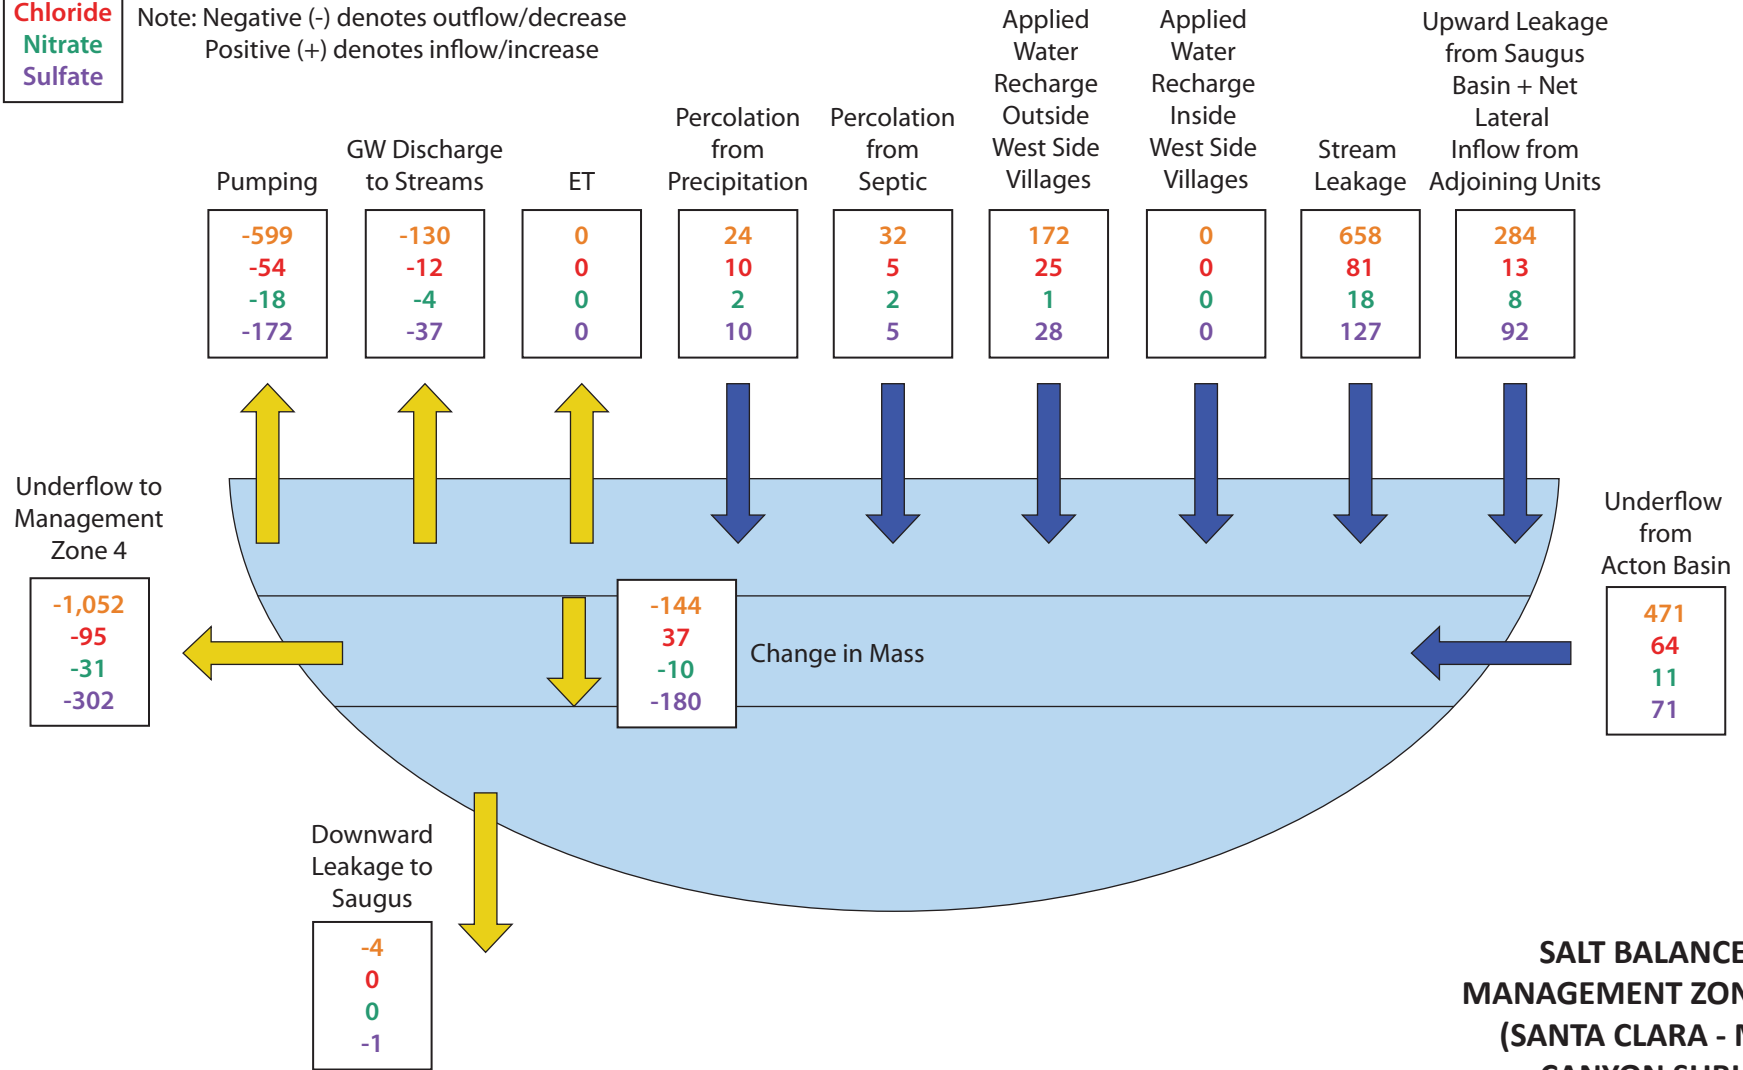 Chloride
Nitrate
Sulfate
Note: Negative (-) denotes outflow/decrease
Positive (+) denotes inflow/increase
Pumping
-599
-54
-18
-172
GW Discharge
to Streams
-130
-12
-4
-37
ET
0
0
0
0
Percolation
from
Precipitation
24
10
2
10
Percolation
from
Septic
32
5
2
5
Applied
Water
Recharge
Outside
West Side
Villages
172
25
1
28
Applied
Water
Recharge
Inside
West Side
Villages
0
0
0
0
Stream
Leakage
658
81
18
127
Upward Leakage
from Saugus
Basin + Net
Lateral
Inflow from
Adjoining Units
284
13
8
92
Underflow to
Management
Zone 4
-1,052
-95
-31
-302
-144
37
-10
-180
Change in Mass
Underflow
from
Acton Basin
471
64
11
71
Downward
Leakage to
Saugus
-4
0
0
-1
SALT BALANCE
MANAGEMENT ZON
(SANTA CLARA - M
CANYON